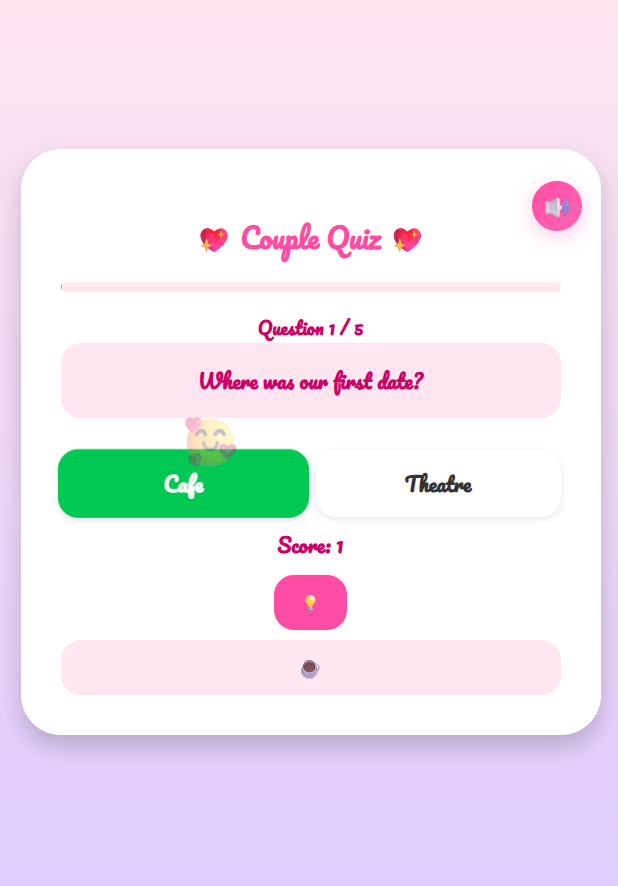 Couple Quiz
Question 1 / 5
Where was our first date?
Cafe
Theatre
Score: 1